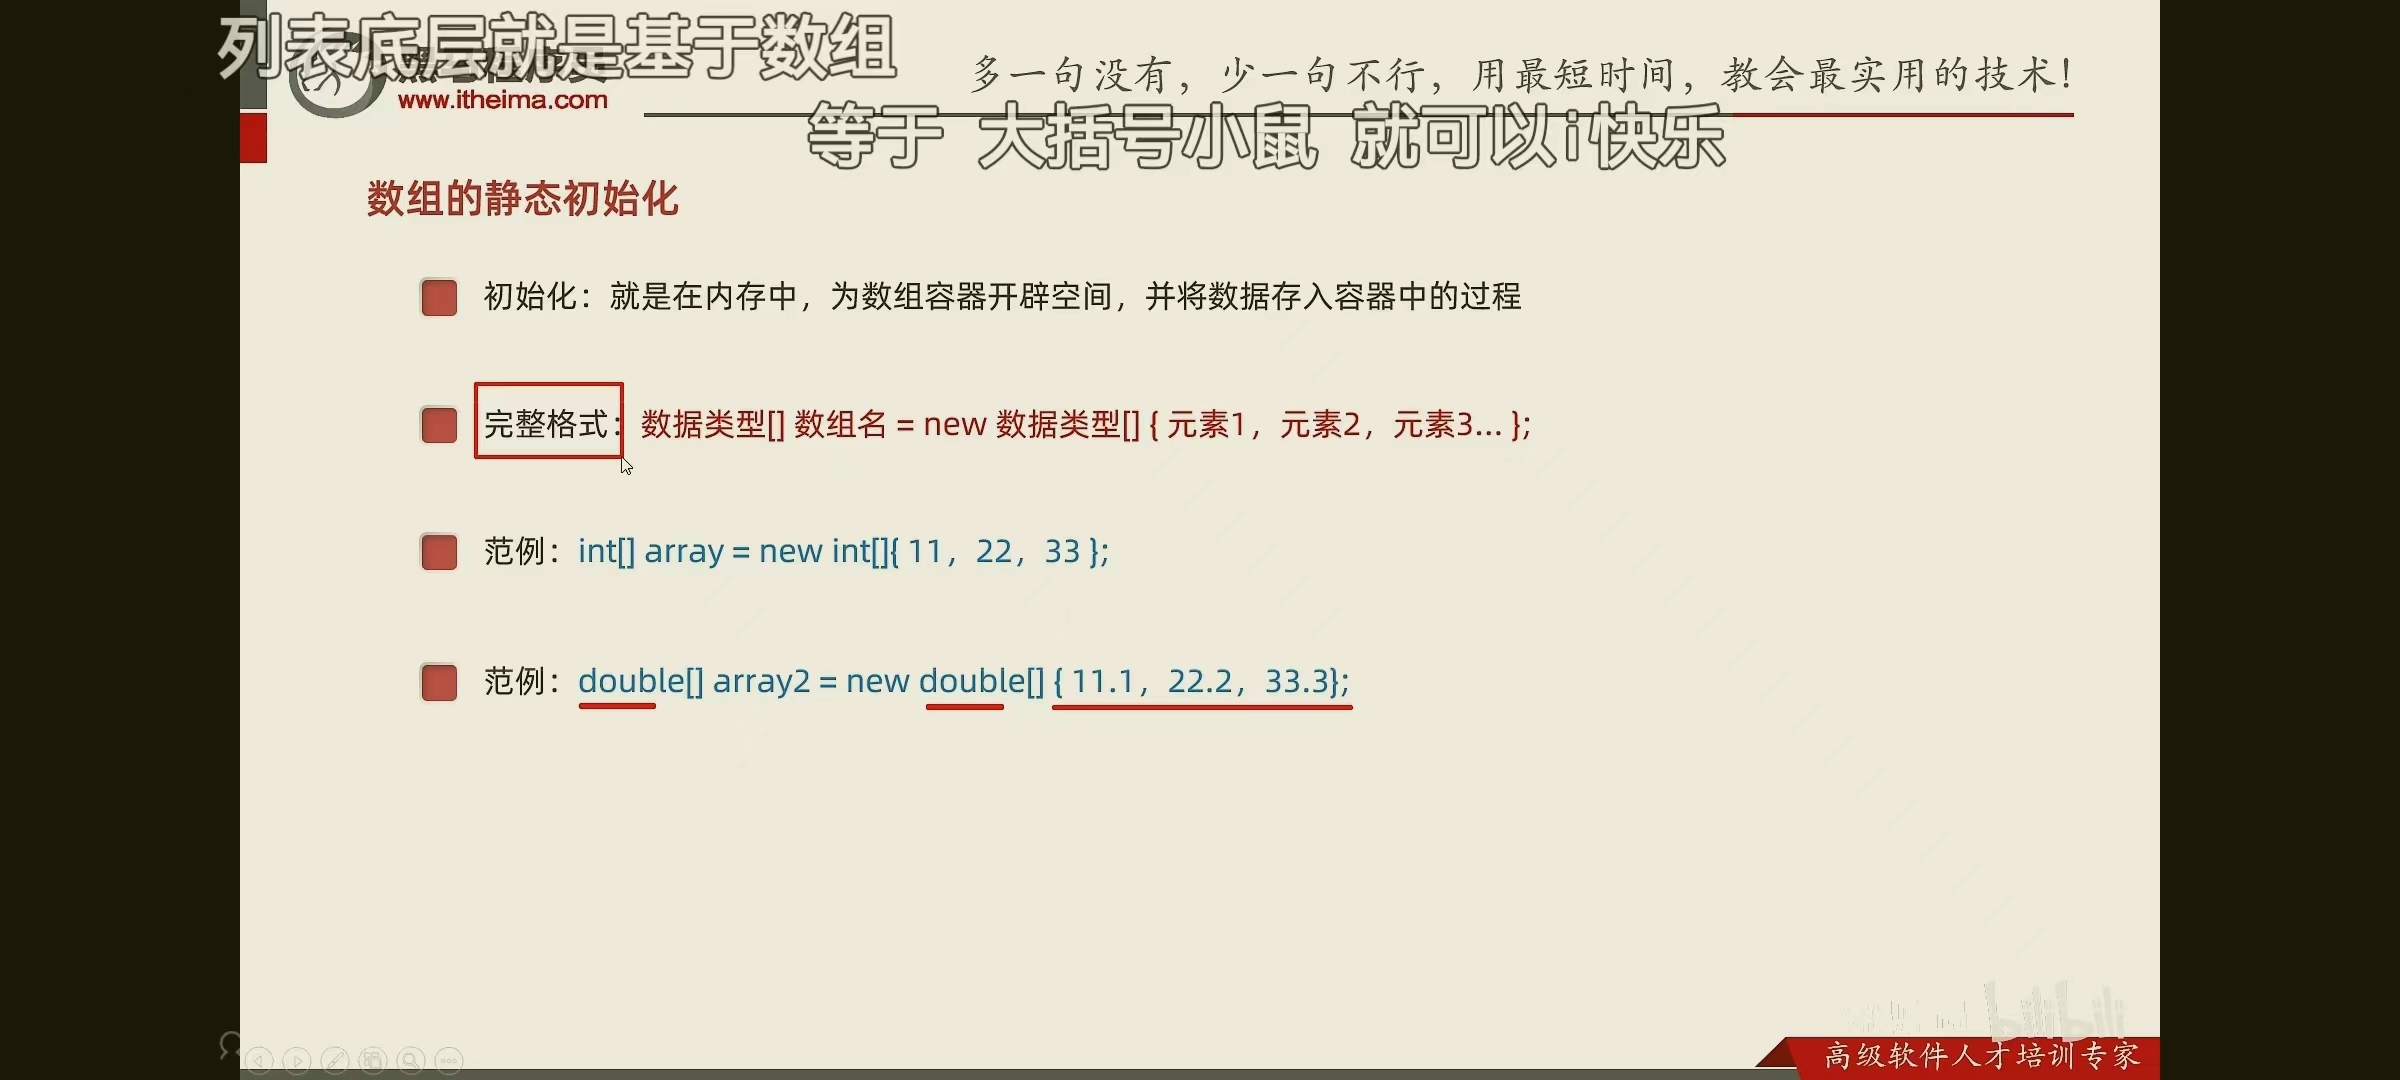 列表底层就是基于数组
www.itheima.com
多一句没有，少一句不行，用最短时间，教会最实用的技术！
等于 大括号小鼠 就可以i快乐
数组的静态初始化
初始化：就是在内存中，为数组容器开辟空间，并将数据存入容器中的过程
完整格式：数据类型[] 数组名 = new 数据类型[] { 元素1，元素2，元素3... };
范例：int[] array = new int[]{ 11，22，33 };
范例：double[] array2 = new double[] { 11.1，22.2，33.3};
bilibili
高级软件人才培训专家